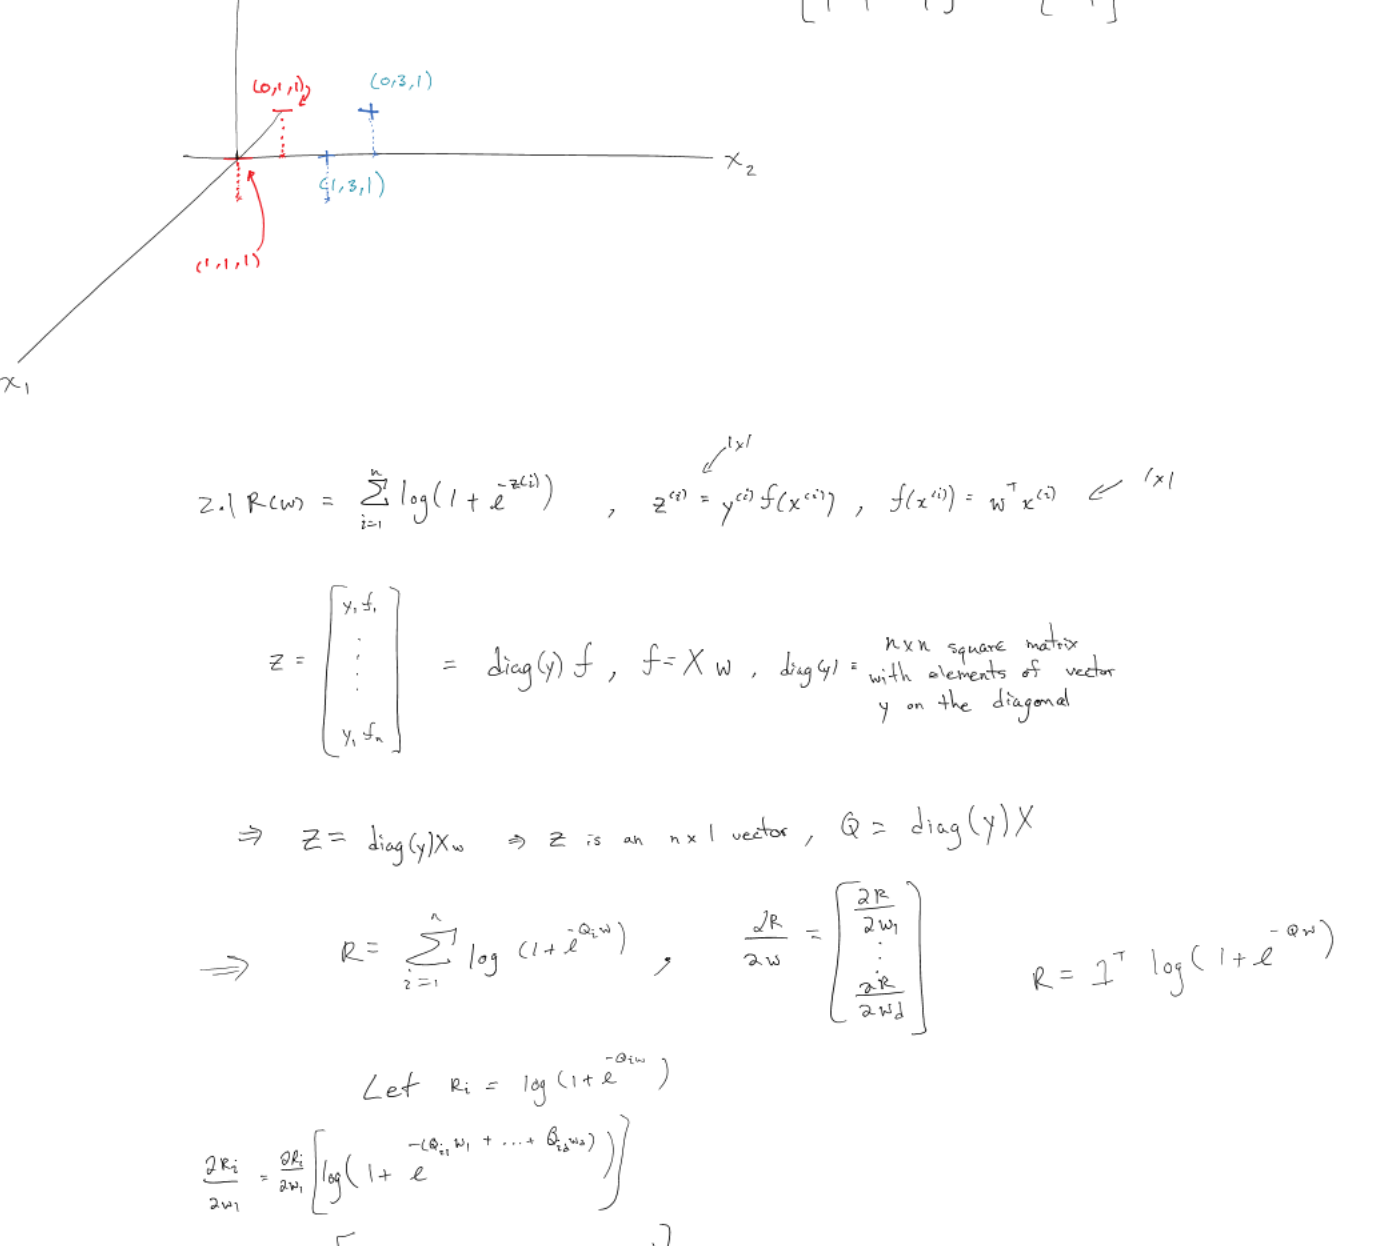 (0,1,1)
(0,3,1)
x₂
(1,3,1)
(1,1,1)
x₁
1x1
2.1 R(w) = Σ_{i=1}^{n} log(1 + e^{-z^{(i)}}) , z^{(i)} = y^{(i)} f(x^{(i)}) , f(x^{(i)}) = w^T x^{(i)} ← 1x1
z = [y₁ f₁ ⋮ y₁ fₙ] = diag(y) f , f = X w , diag(y) = n x n square matrix
with elements of vector
y on the diagonal
⇒ z = diag(y)Xw ⇒ z is an n x 1 vector , Q = diag(y) X
⇒ R = Σ_{i=1}^{n} log (1 + e^{-Q_i w}) , ∂R/∂w = [∂R/∂w₁ ⋮ ∂R/∂w_d] R = 1^T log(1 + e^{-Qw})
Let R_i = log(1 + e^{-Q_i w})
∂R_i/∂w₁ = ∂R_i/∂w₁ [log(1 + e^{-(Q_{i1} w₁ + ... + Q_{id} w_d)})]